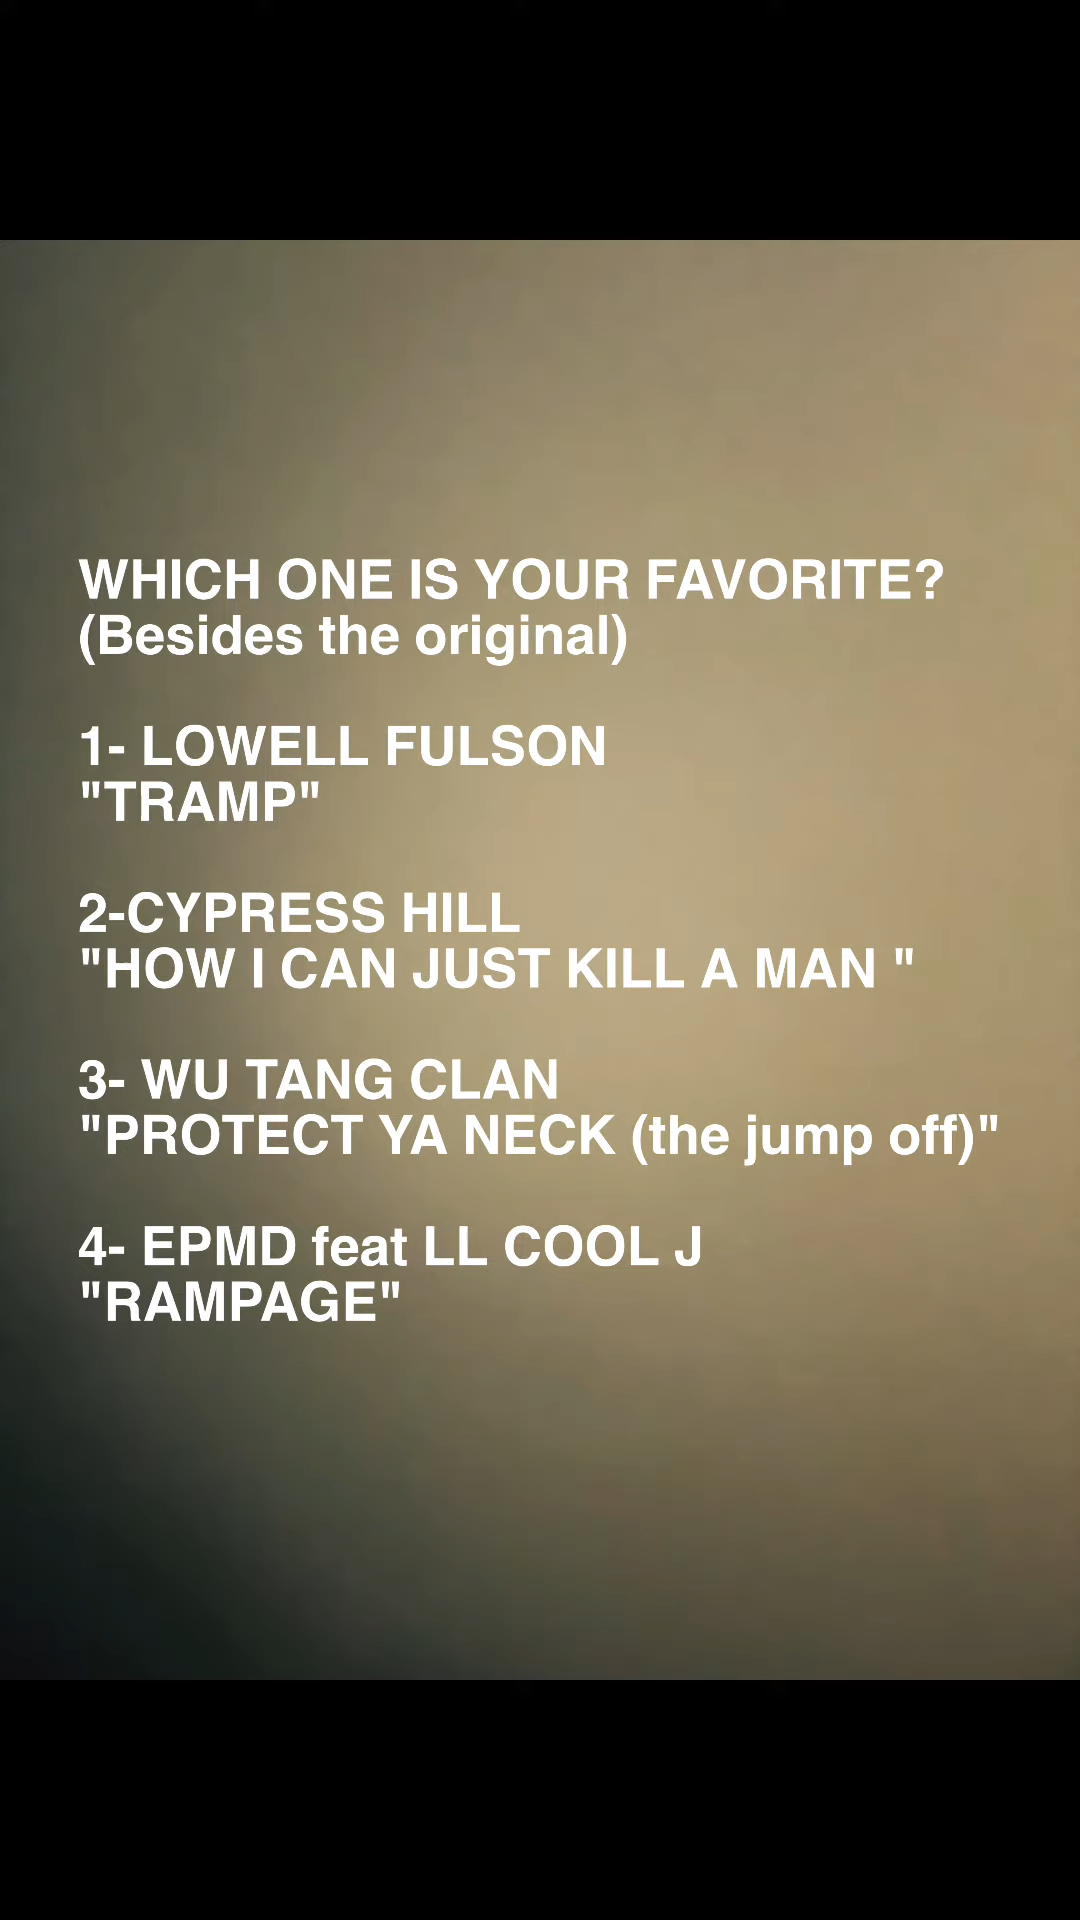 WHICH ONE IS YOUR FAVORITE?
(Besides the original)
1- LOWELL FULSON
"TRAMP"
2-CYPRESS HILL
"HOW I CAN JUST KILL A MAN "
3- WU TANG CLAN
"PROTECT YA NECK (the jump off)"
4- EPMD feat LL COOL J
"RAMPAGE"